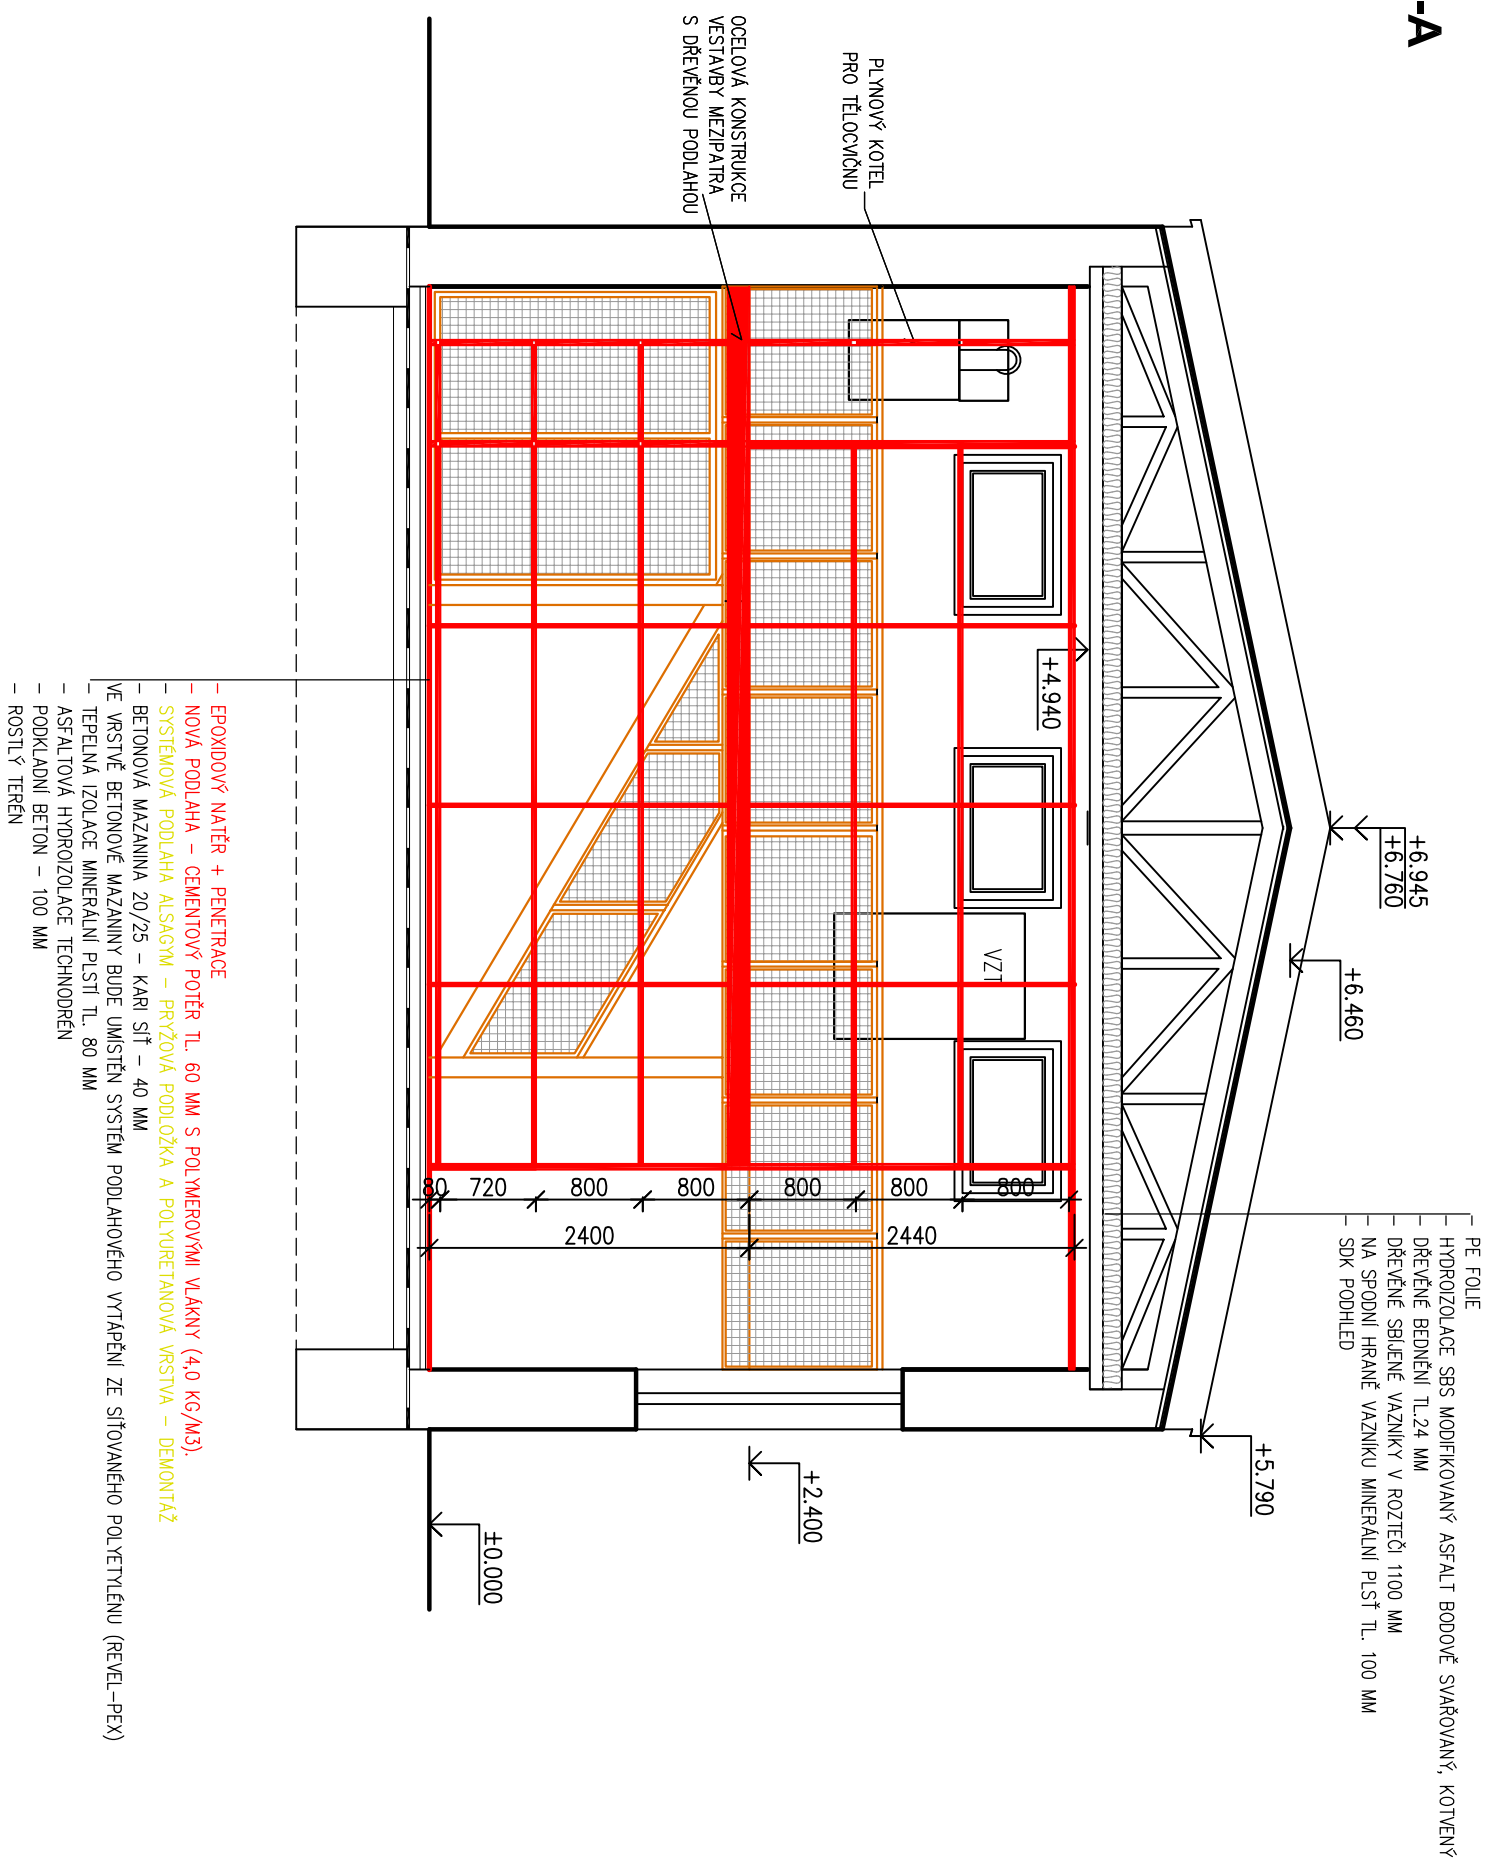 -A
+6.945
+6.760
+6.460
+5.790
+4.940
+2.400
±0.000
PE FOLIE
HYDROIZOLACE SBS MODIFIKOVANÝ ASFALT BODOVĚ SVAŘOVANÝ, KOTVENÝ
DŘEVĚNÉ BEDNĚNÍ TL.24 MM
DŘEVĚNÉ SBÍJENÉ VAZNÍKY V ROZTEČI 1100 MM
NA SPODNÍ HRANĚ VAZNÍKU MINERÁLNÍ PLSŤ TL. 100 MM
SDK PODHLED
PLYNOVÝ KOTEL
PRO TĚLOCVIČNU
OCELOVÁ KONSTRUKCE
VESTAVBY MEZIPATRA
S DŘEVĚNOU PODLAHOU
VZT
800
800
800
800
800
720
80
2440
2400
- EPOXIDOVÝ NATĚR + PENETRACE
- NOVÁ PODLAHA - CEMENTOVÝ POTĚR TL. 60 MM S POLYMEROVÝMI VLÁKNY (4,0 KG/M3).
- SYSTÉMOVÁ PODLAHA ALSAGYM - PRYŽOVÁ PODLOŽKA A POLYURETANOVÁ VRSTVA - DEMONTÁŽ
- BETONOVÁ MAZANINA 20/25 - KARI SÍŤ - 40 MM
VE VRSTVĚ BETONOVÉ MAZANINY BUDE UMÍSTĚN SYSTÉM PODLAHOVÉHO VYTÁPĚNÍ ZE SÍŤOVANÉHO POLYETYLÉNU (REVEL-PEX)
- TEPELNÁ IZOLACE MINERÁLNÍ PLSTÍ TL. 80 MM
- ASFALTOVÁ HYDROIZOLACE TECHNODRÉN
- PODKLADNÍ BETON - 100 MM
- ROSTLÝ TERÉN